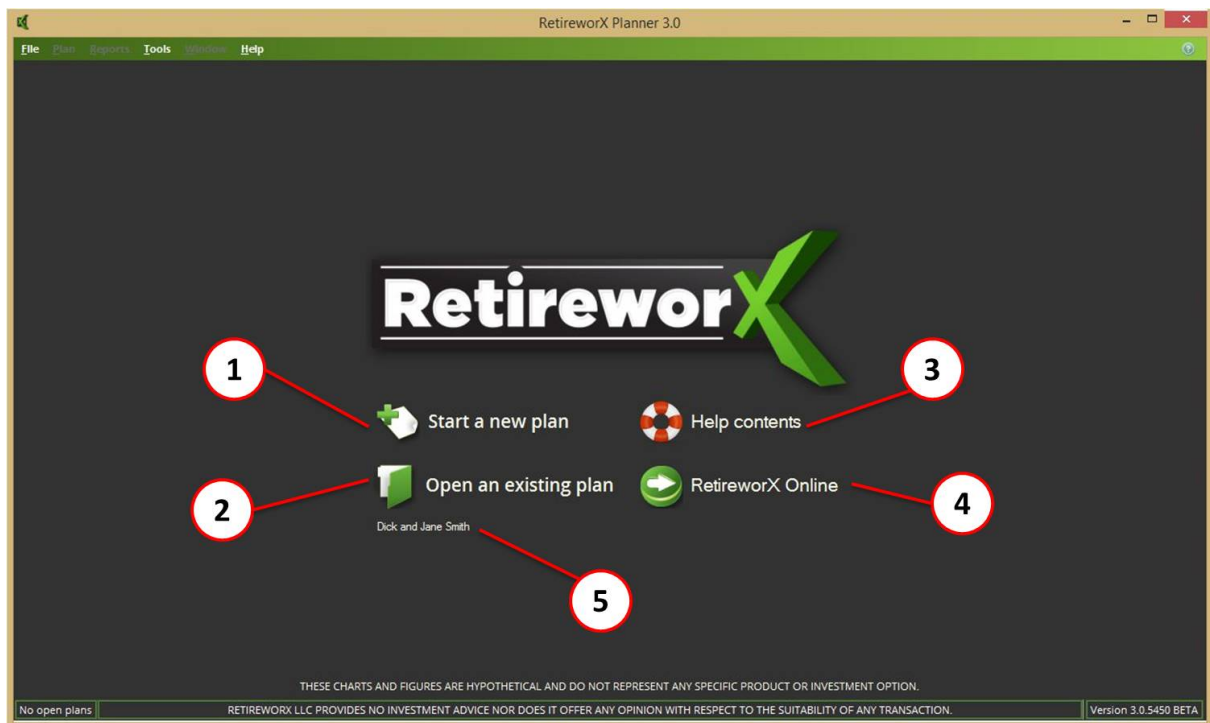 RetireworX Planner 3.0
File Plan Reports Tools Window Help
RetireworX
1
3
Start a new plan
Help contents
2
Open an existing plan
RetireworX Online
4
Dick and Jane Smith
5
THESE CHARTS AND FIGURES ARE HYPOTHETICAL AND DO NOT REPRESENT ANY SPECIFIC PRODUCT OR INVESTMENT OPTION.
No open plans
RETIREWORX LLC PROVIDES NO INVESTMENT ADVICE NOR DOES IT OFFER ANY OPINION WITH RESPECT TO THE SUITABILITY OF ANY TRANSACTION.
Version 3.0.5450 BETA